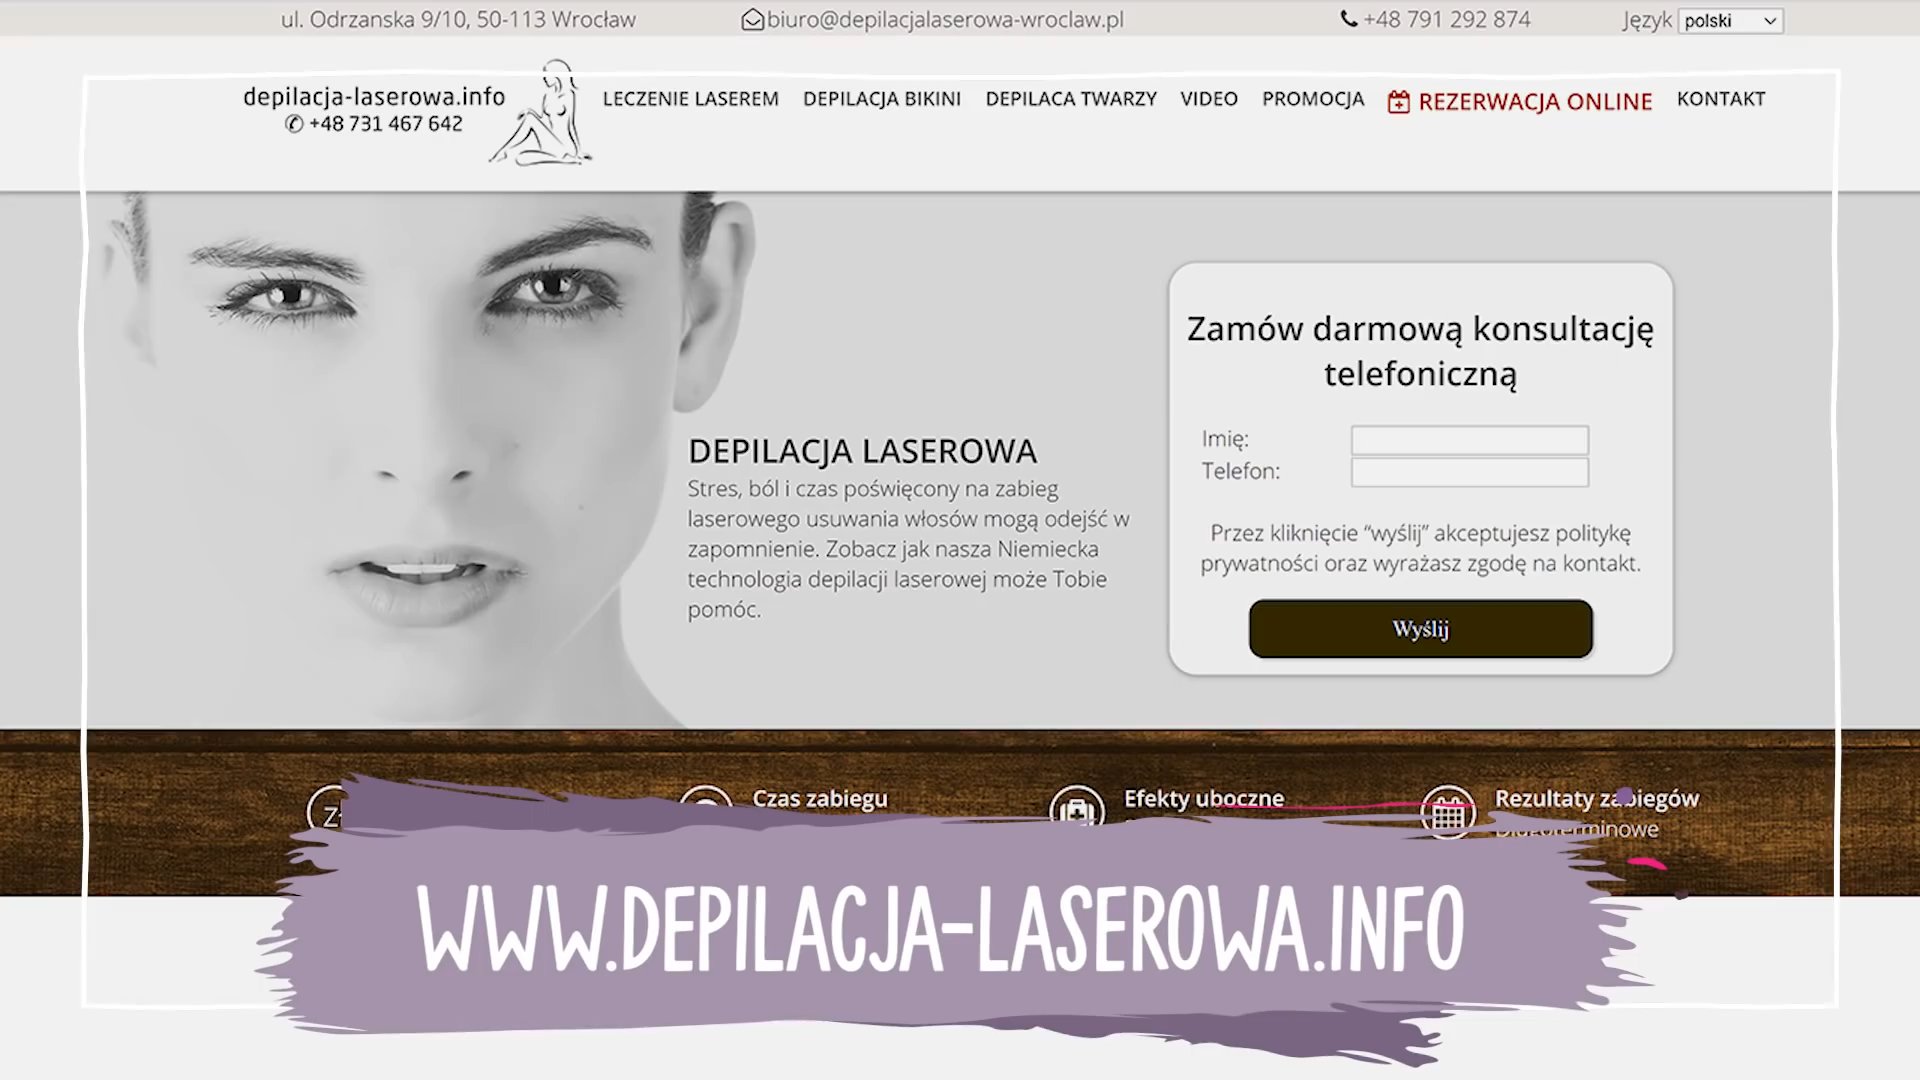 ul. Odrzanska 9/10, 50-113 Wrocław
biuro@depilacjalaserowa-wroclaw.pl
+48 791 292 874
Język polski
depilacja-laserowa.info
✆ +48 731 467 642
LECZENIE LASEREM
DEPILACJA BIKINI
DEPILACA TWARZY
VIDEO
PROMOCJA
REZERWACJA ONLINE
KONTAKT
DEPILACJA LASEROWA
Stres, ból i czas poświęcony na zabieg
laserowego usuwania włosów mogą odejść w
zapomnienie. Zobacz jak nasza Niemiecka
technologia depilacji laserowej może Tobie
pomóc.
Zamów darmową konsultację
telefoniczną
Imię:
Telefon:
Przez kliknięcie “wyślij” akceptujesz politykę
prywatności oraz wyrażasz zgodę na kontakt.
Wyślij
Czas zabiegu
Efekty uboczne
Rezultaty zabiegów
Długoterminowe
WWW.DEPILACJA-LASEROWA.INFO